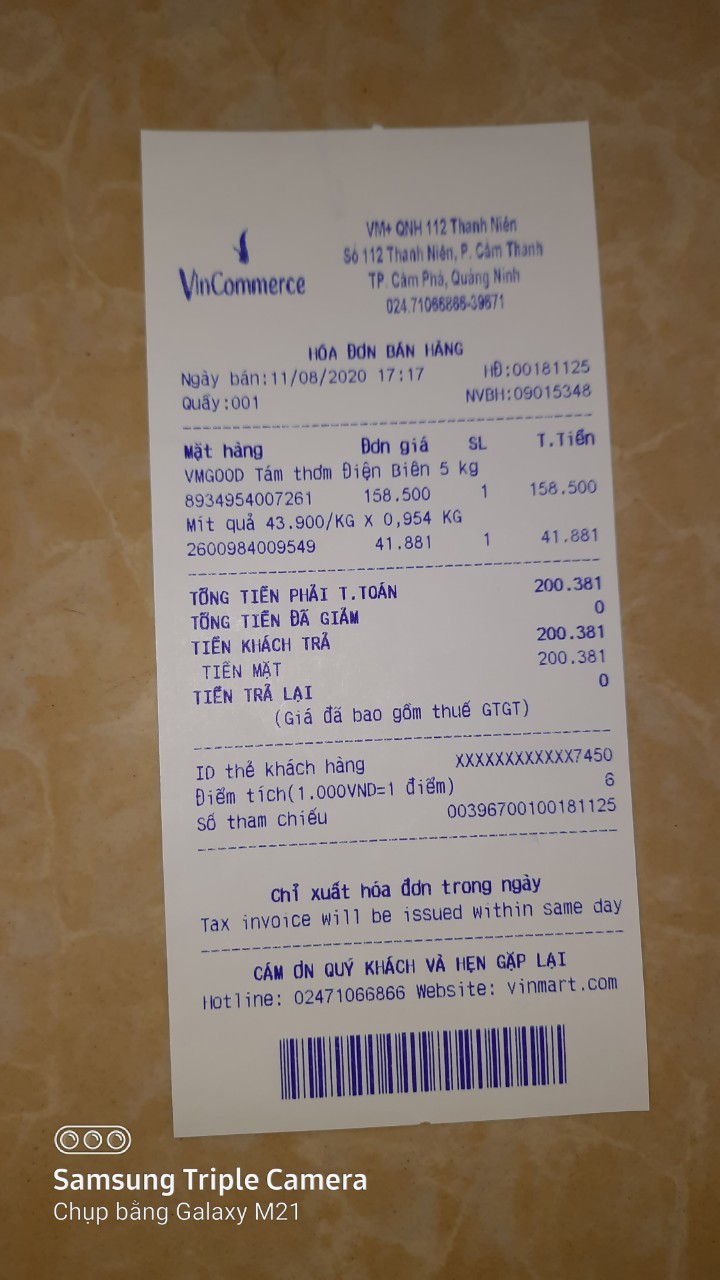 VinCommerce
VM+ QNH 112 Thanh Niên
Số 112 Thanh Niên, P. Cẩm Thành
TP. Cẩm Phả, Quảng Ninh
024.71066866-39671
HÓA ĐƠN BÁN HÀNG
Ngày bán:11/08/2020 17:17 HĐ:00181125
Quầy:001 NVBH:09015348
Mặt hàng Đơn giá SL T.Tiền
VMGOOD Tám thơm Điện Biên 5 kg
8934954007261 158.500 1 158.500
Mít quả 43.900/KG X 0,954 KG
2600984009549 41.881 1 41.881
TỔNG TIỀN PHẢI T.TOÁN 200.381
TỔNG TIỀN ĐÃ GIẢM 0
TIỀN KHÁCH TRẢ 200.381
TIỀN MẶT 200.381
TIỀN TRẢ LẠI 0
(Giá đã bao gồm thuế GTGT)
ID thẻ khách hàng XXXXXXXXXXXX7450
Điểm tích(1.000VND=1 điểm) 6
Số tham chiếu 00396700100181125
Chỉ xuất hóa đơn trong ngày
Tax invoice will be issued within same day
CÁM ƠN QUÝ KHÁCH VÀ HẸN GẶP LẠI
Hotline: 02471066866 Website: vinmart.com
Samsung Triple Camera
Chụp bằng Galaxy M21